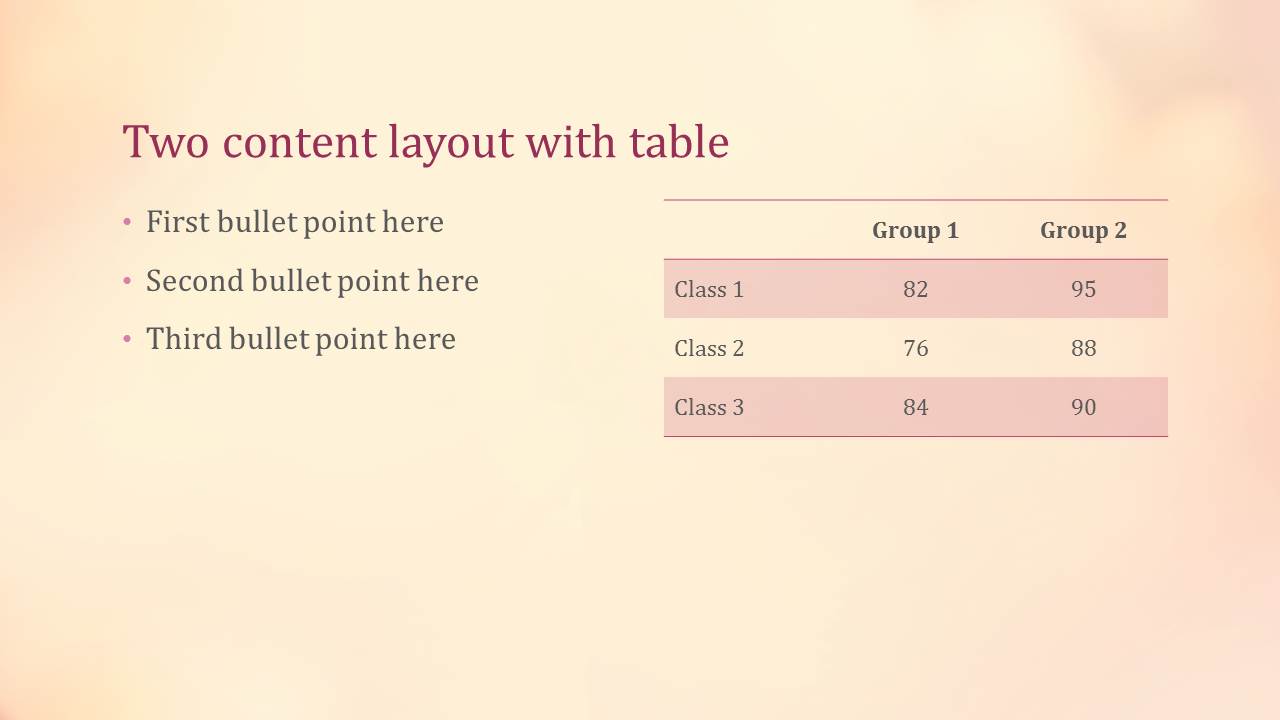 Two content layout with table
• First bullet point here
• Second bullet point here
• Third bullet point here
Group 1 Group 2
Class 1 82 95
Class 2 76 88
Class 3 84 90